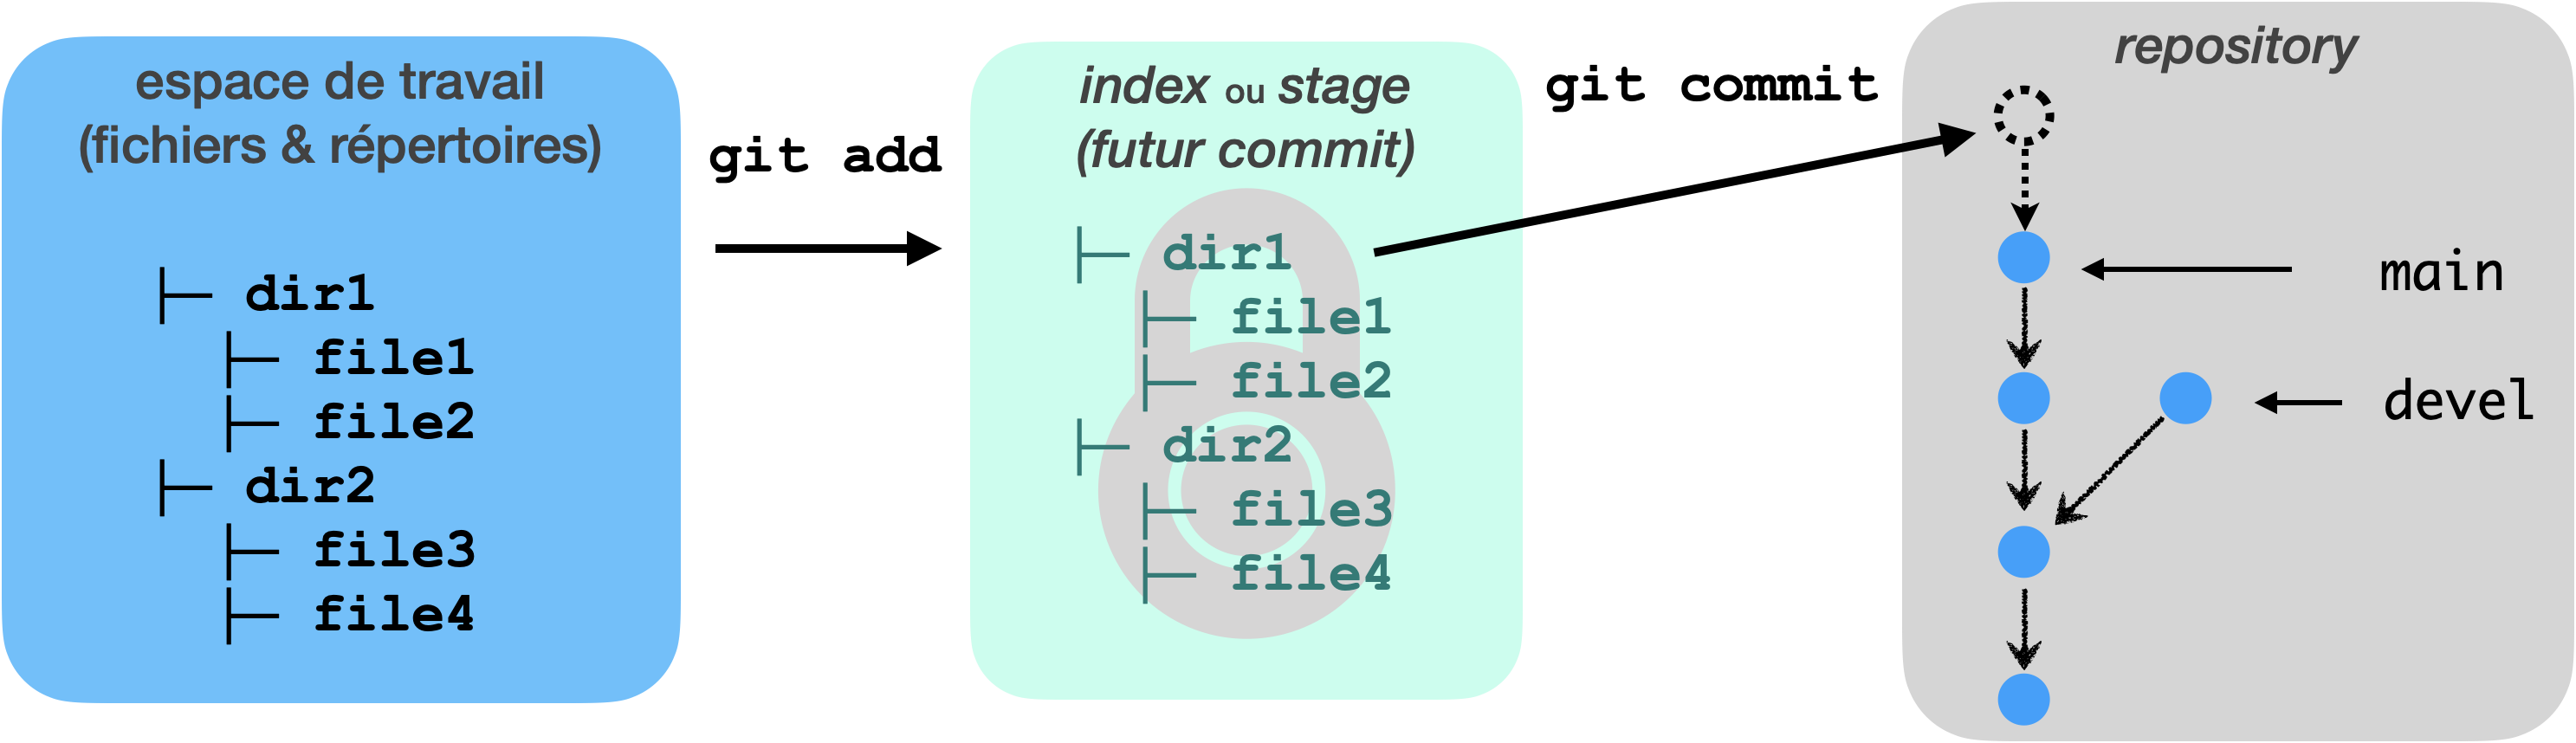 espace de travail
(fichiers & répertoires)
├─ dir1
├─ file1
├─ file2
├─ dir2
├─ file3
├─ file4
git add
index ou stage
(futur commit)
├─ dir1
├─ file1
├─ file2
├─ dir2
├─ file3
├─ file4
git commit
repository
main
devel